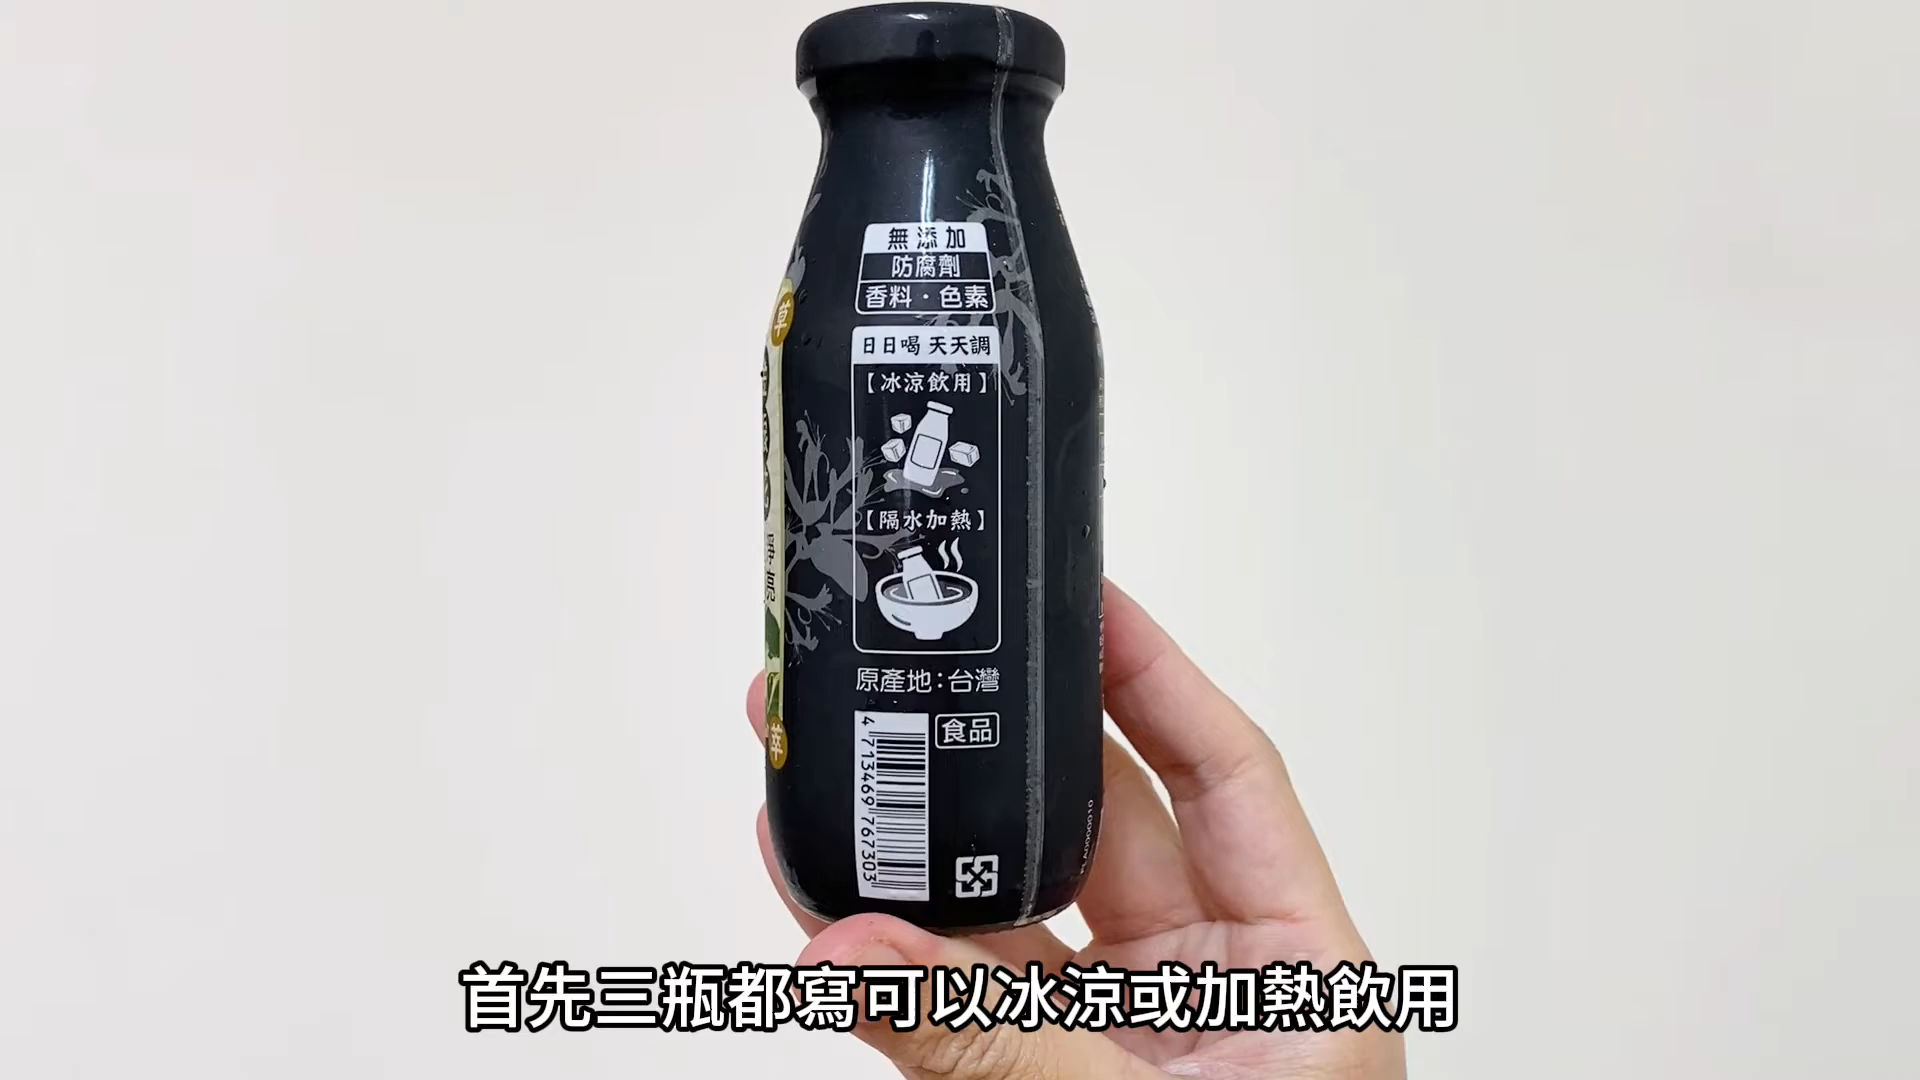 無添加
防腐劑
香料·色素
日日喝 天天調
【冰涼飲用】
【隔水加熱】
原產地:台灣
食品
4 713469 767303
草
萃
首先三瓶都寫可以冰涼或加熱飲用